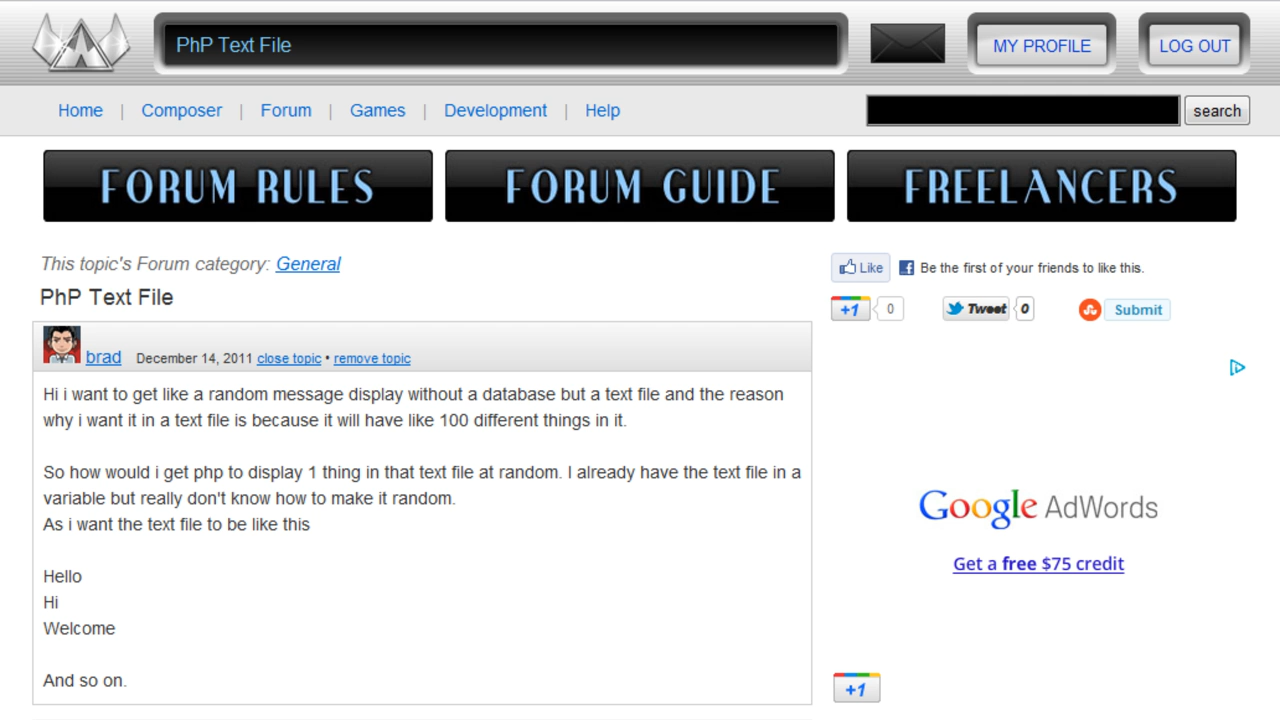 PhP Text File
MY PROFILE
LOG OUT
Home | Composer | Forum | Games | Development | Help
search
FORUM RULES
FORUM GUIDE
FREELANCERS
This topic's Forum category: General
PhP Text File
Like
Be the first of your friends to like this.
+1 0
Tweet 0
Submit
brad December 14, 2011 close topic • remove topic
Hi i want to get like a random message display without a database but a text file and the reason
why i want it in a text file is because it will have like 100 different things in it.
So how would i get php to display 1 thing in that text file at random. I already have the text file in a
variable but really don't know how to make it random.
As i want the text file to be like this
Hello
Hi
Welcome
And so on.
Google AdWords
Get a free $75 credit
+1